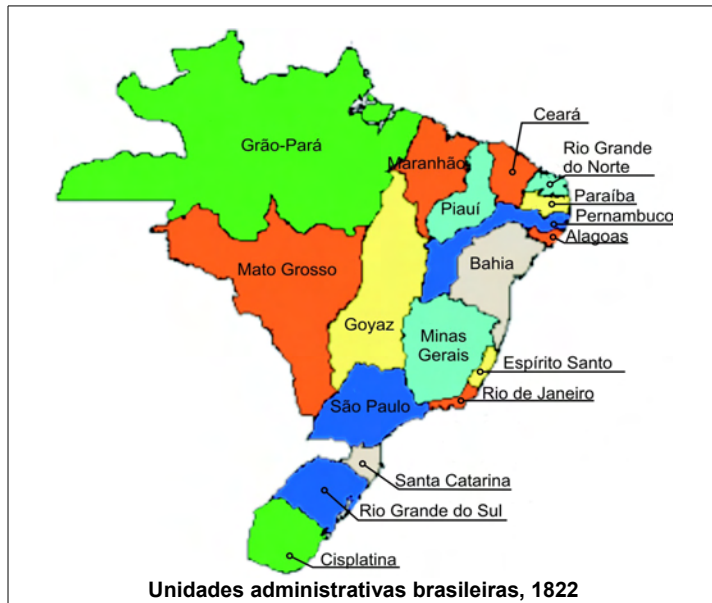 Ceará
Grão-Pará
Maranhão
Rio Grande
do Norte
Paraíba
Piauí
Pernambuco
Alagoas
Bahia
Mato Grosso
Goyaz
Minas
Gerais
Espírito Santo
Rio de Janeiro
São Paulo
Santa Catarina
Rio Grande do Sul
Cisplatina
Unidades administrativas brasileiras, 1822